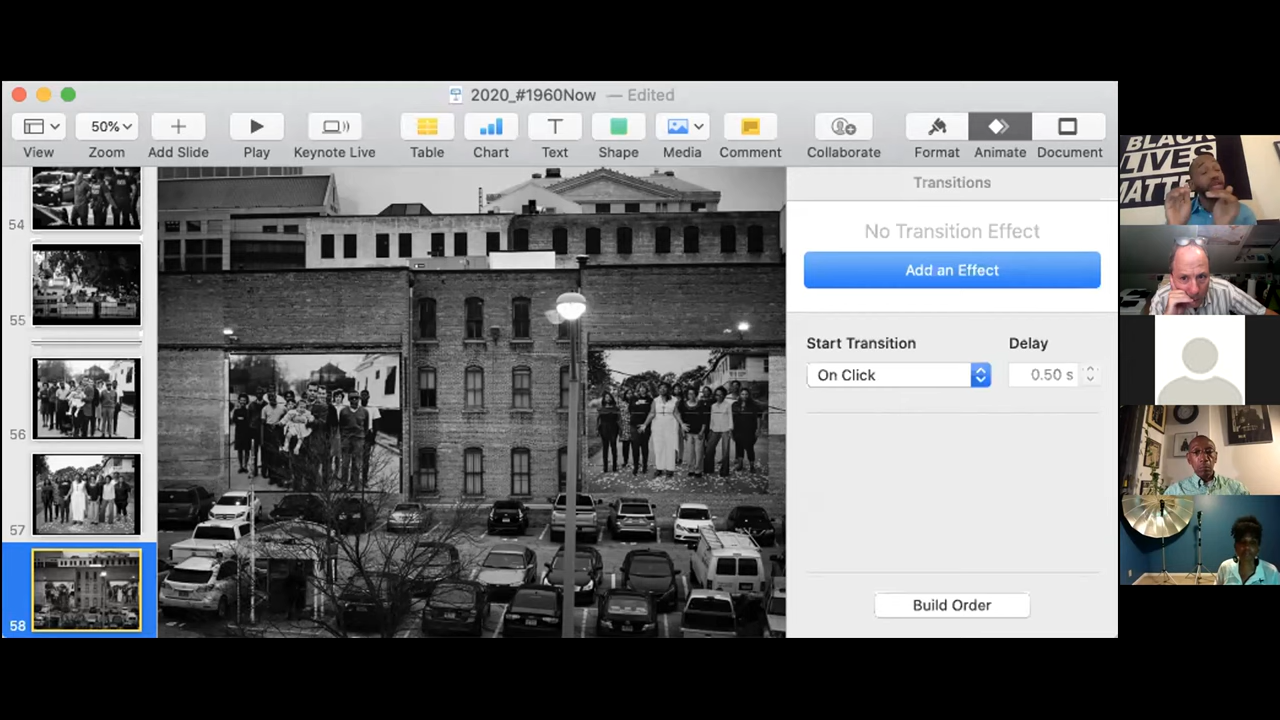 2020_#1960Now — Edited
50%
View
Zoom
Add Slide
Play
Keynote Live
Table
Chart
Text
Shape
Media
Comment
Collaborate
Format
Animate
Document
54
55
56
57
58
Transitions
No Transition Effect
Add an Effect
Start Transition
Delay
On Click
0.50 s
Build Order
BLACK
LIVES
MATTE